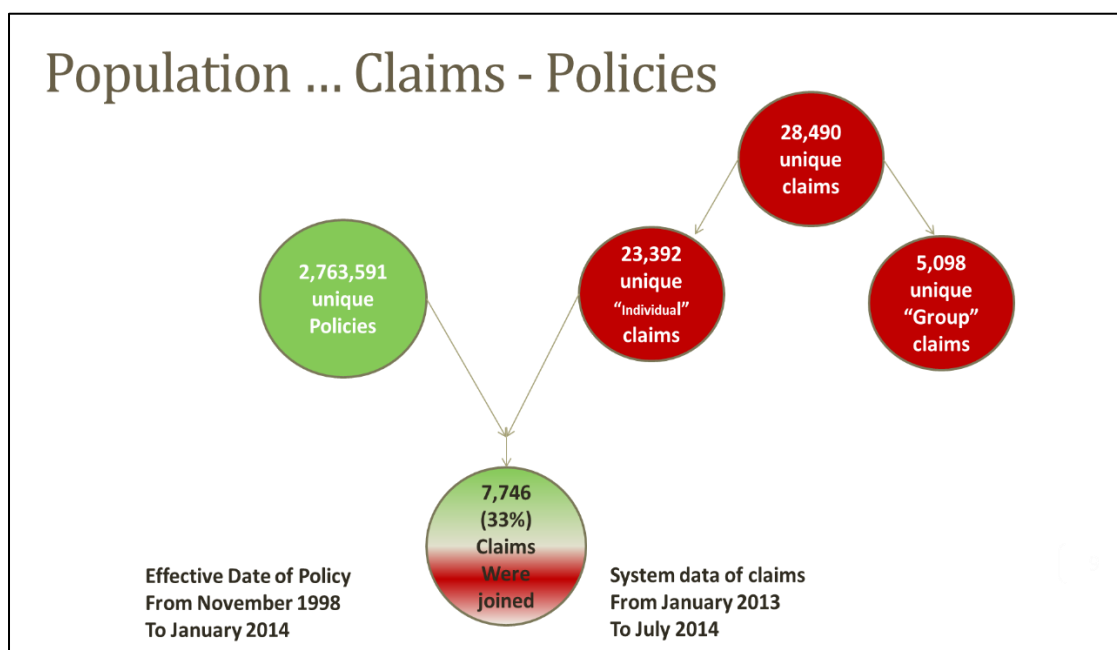 Population ... Claims - Policies
28,490
unique
claims
2,763,591
unique
Policies
23,392
unique
“Individual”
claims
5,098
unique
“Group”
claims
7,746
(33%)
Claims
Were
joined
Effective Date of Policy
From November 1998
To January 2014
System data of claims
From January 2013
To July 2014